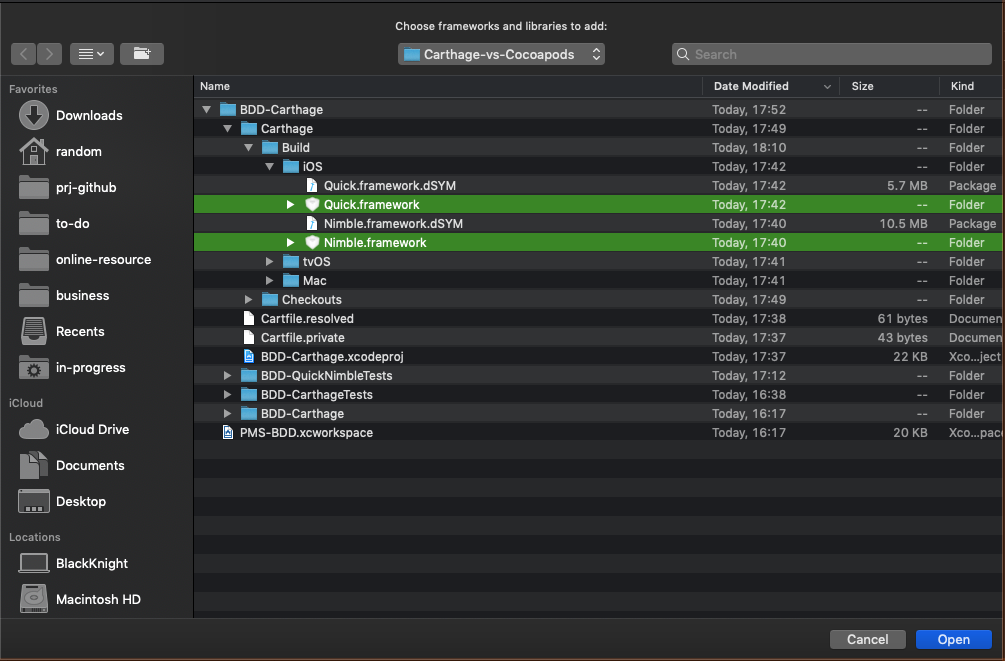 Choose frameworks and libraries to add:
Carthage-vs-Cocoapods
Search
Favorites
Downloads
random
prj-github
to-do
online-resource
business
Recents
in-progress
iCloud
iCloud Drive
Documents
Desktop
Locations
BlackKnight
Macintosh HD
Name Date Modified Size Kind
BDD-Carthage Today, 17:52 -- Folder
Carthage Today, 17:49 -- Folder
Build Today, 18:10 -- Folder
iOS Today, 17:42 -- Folder
Quick.framework.dSYM Today, 17:42 5.7 MB Package
Quick.framework Today, 17:42 -- Folder
Nimble.framework.dSYM Today, 17:40 10.5 MB Package
Nimble.framework Today, 17:40 -- Folder
tvOS Today, 17:41 -- Folder
Mac Today, 17:41 -- Folder
Checkouts Today, 17:49 -- Folder
Cartfile.resolved Today, 17:38 61 bytes Documen
Cartfile.private Today, 17:37 43 bytes Documen
BDD-Carthage.xcodeproj Today, 17:37 22 KB Xco...ject
BDD-QuickNimbleTests Today, 17:12 -- Folder
BDD-CarthageTests Today, 16:38 -- Folder
BDD-Carthage Today, 16:17 -- Folder
PMS-BDD.xcworkspace Today, 16:17 20 KB Xco...pac
Cancel Open